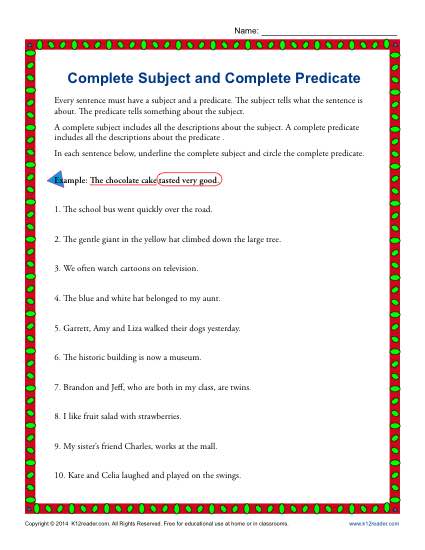 Name:
Complete Subject and Complete Predicate
Every sentence must have a subject and a predicate. The subject tells what the sentence is
about. The predicate tells something about the subject.
A complete subject includes all the descriptions about the subject. A complete predicate
includes all the descriptions about the predicate .
In each sentence below, underline the complete subject and circle the complete predicate.
Example: The chocolate cake tasted very good.
1. The school bus went quickly over the road.
2. The gentle giant in the yellow hat climbed down the large tree.
3. We often watch cartoons on television.
4. The blue and white hat belonged to my aunt.
5. Garrett, Amy and Liza walked their dogs yesterday.
6. The historic building is now a museum.
7. Brandon and Jeff, who are both in my class, are twins.
8. I like fruit salad with strawberries.
9. My sister's friend Charles, works at the mall.
10. Kate and Celia laughed and played on the swings.
Copyright © 2014 K12reader.com. All Rights Reserved. Free for educational use at home or in classrooms. www.k12reader.com